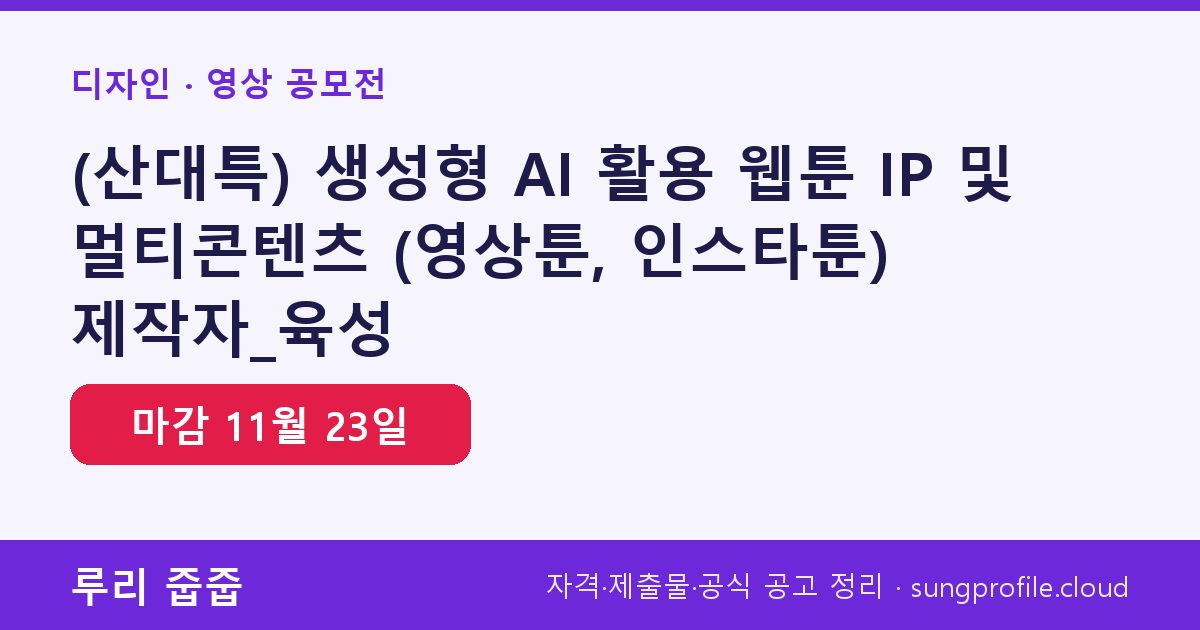 디자인 · 영상 공모전
(산대특) 생성형 AI 활용 웹툰 IP 및
멀티콘텐츠 (영상툰, 인스타툰)
제작자_육성
마감 11월 23일
루리 줍줍
자격·제출물·공식 공고 정리 · sungprofile.cloud